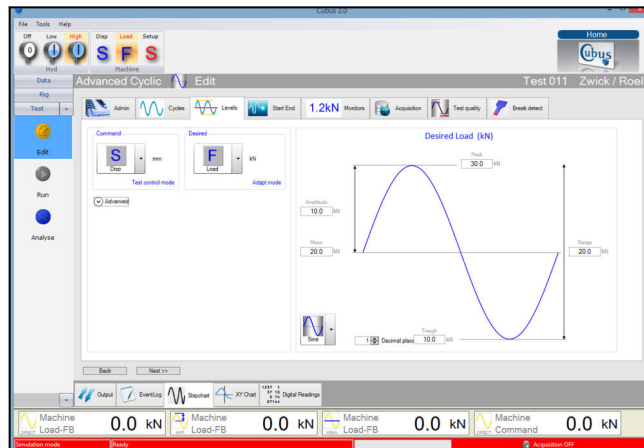 Cubus 2.0
File Tools Help
Off Low High Disp Load Setup
0 S F S
Hyd Machine
Home
Cubus
Data
Advanced Cyclic Edit Test 011 Zwick / Roel
Rig
Test
Admin Cycles Levels Start End 1.2kN Monitors Acquisition Test quality Break detect
Edit
Run
Analyse
Command
S
Disp
mm
Test control mode
Desired
F
Load
kN
Adapt mode
Advanced
Desired Load (kN)
Peak
30.0 kN
Amplitude
10.0
kN
Mean
20.0
kN
Range
20.0 kN
Sine
1 Decimal place
Trough
10.0 kN
Back Next >>
Output EventLog Stripchart XY Chart Digital Readings
Machine Load-FB 0.0 kN
Machine Load-FB 0.0 kN
Machine Load-FB 0.0 kN
Machine Command 0.0 kN
Simulation mode Ready Acquisition OFF